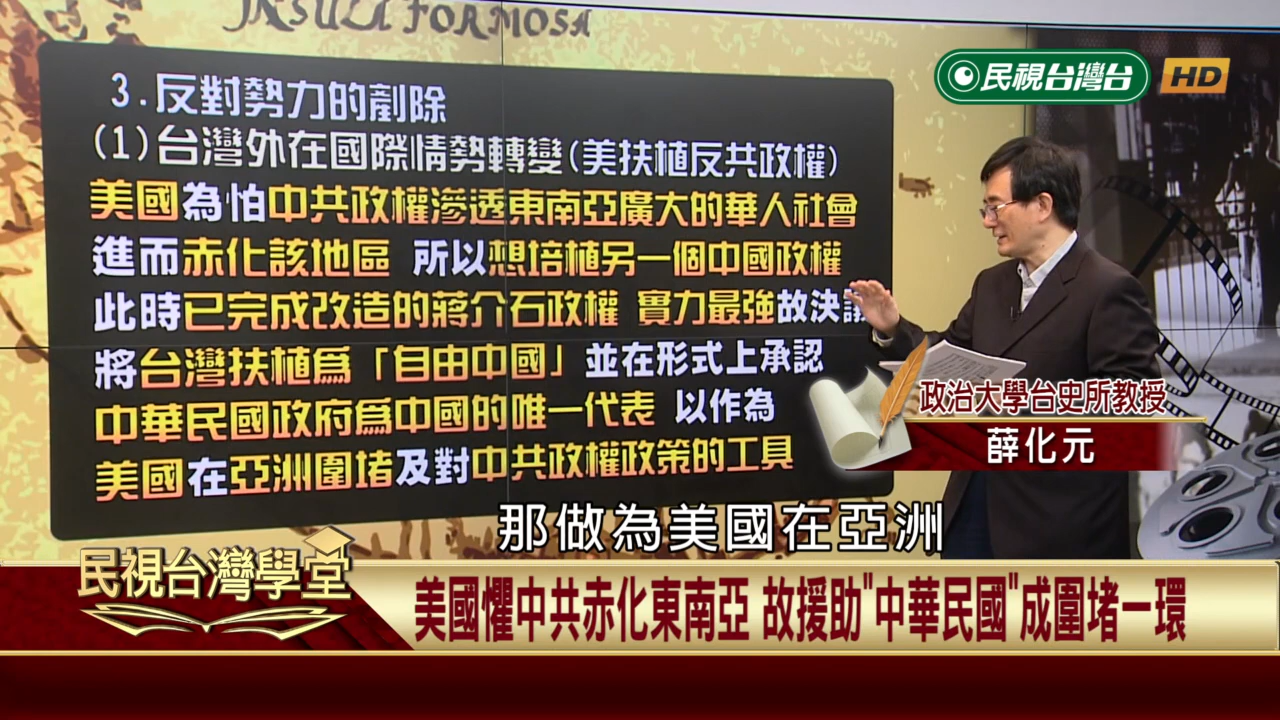 INSULA FORMOSA
民視台灣台 HD
3.反對勢力的剷除
(1)台灣外在國際情勢轉變(美扶植反共政權)
美國為怕中共政權滲透東南亞廣大的華人社會
進而赤化該地區 所以想培植另一個中國政權
此時已完成改造的蔣介石政權 實力最強故決議
將台灣扶植為「自由中國」並在形式上承認
中華民國政府為中國的唯一代表 以作為
美國在亞洲圍堵及對中共政權政策的工具
政治大學台史所教授
薛化元
那做為美國在亞洲
民視台灣學堂
美國懼中共赤化東南亞 故援助"中華民國"成圍堵一環